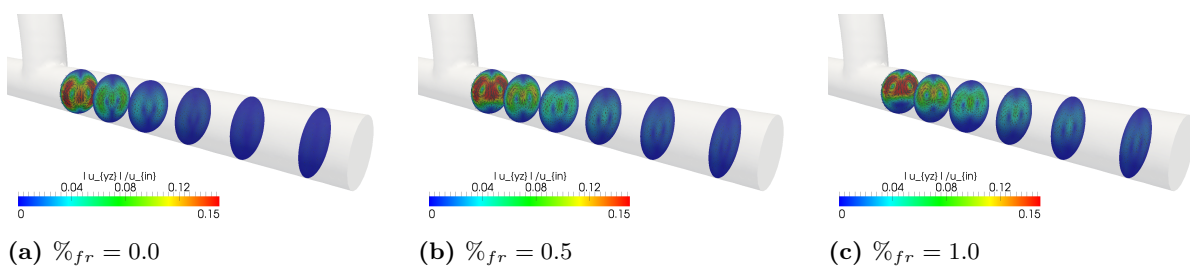 | u_{yz} | /u_{in}
0.04 0.08 0.12
0 0.15
(a) %fr = 0.0
| u_{yz} | /u_{in}
0.04 0.08 0.12
0 0.15
(b) %fr = 0.5
| u_{yz} | /u_{in}
0.04 0.08 0.12
0 0.15
(c) %fr = 1.0